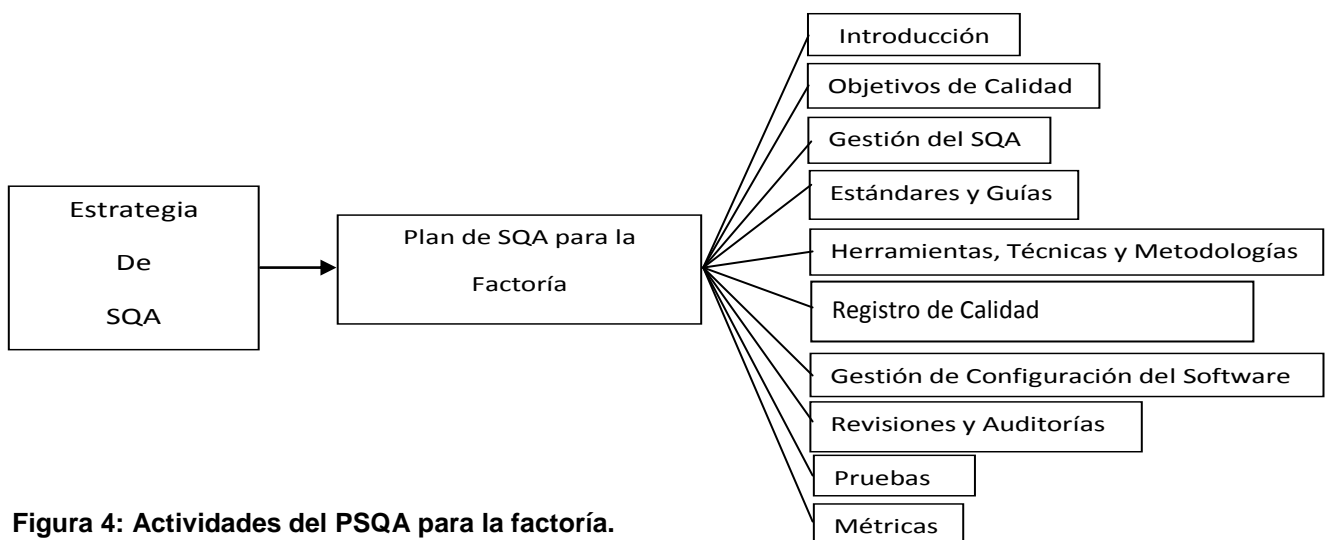 Estrategia
De
SQA
Plan de SQA para la
Factoría
Introducción
Objetivos de Calidad
Gestión del SQA
Estándares y Guías
Herramientas, Técnicas y Metodologías
Registro de Calidad
Gestión de Configuración del Software
Revisiones y Auditorías
Pruebas
Métricas
Figura 4: Actividades del PSQA para la factoría.